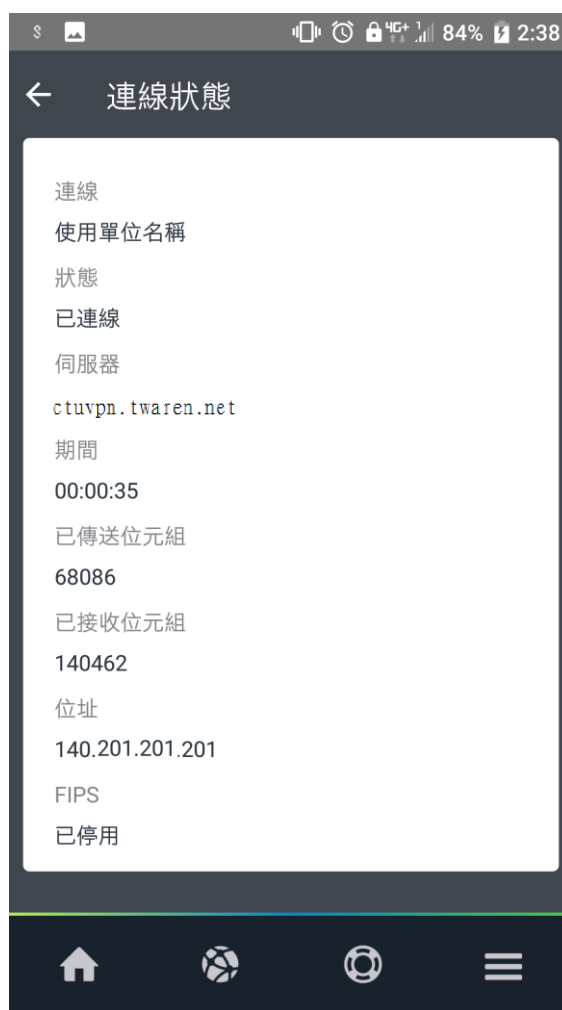 4G+ 1 84% 2:38
連線狀態
連線
使用單位名稱
狀態
已連線
伺服器
ctuvpn.twaren.net
期間
00:00:35
已傳送位元組
68086
已接收位元組
140462
位址
140.201.201.201
FIPS
已停用